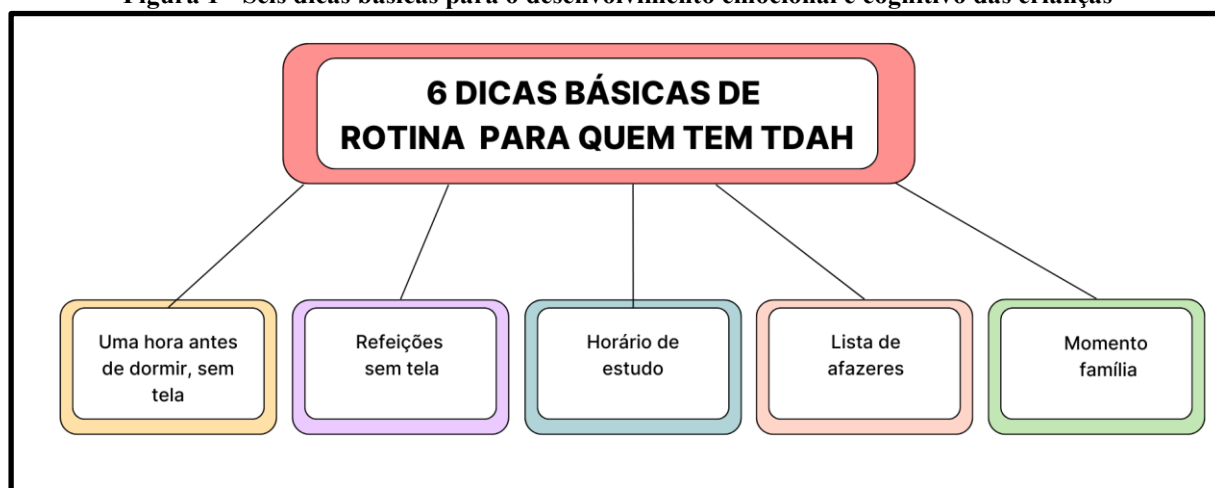 Figura 1 - Seis dicas básicas para o desenvolvimento emocional e cognitivo das crianças
6 DICAS BÁSICAS DE
ROTINA PARA QUEM TEM TDAH
Uma hora antes
de dormir, sem
tela
Refeições
sem tela
Horário de
estudo
Lista de
afazeres
Momento
família